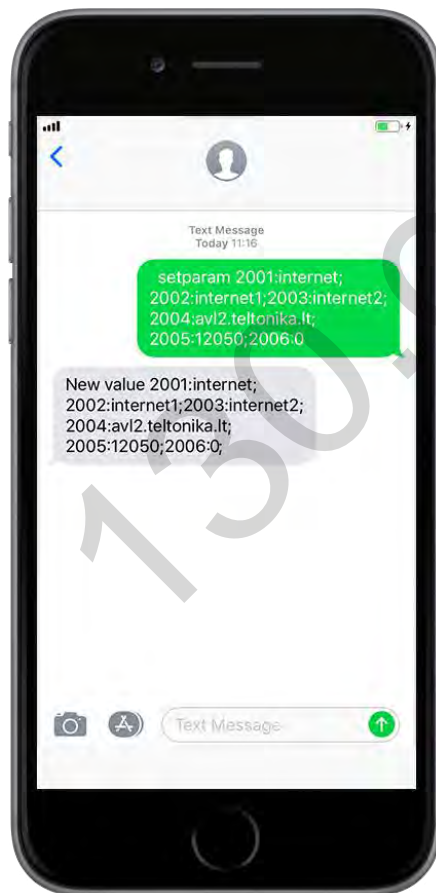 Text Message
Today 11:16
setparam 2001:internet;
2002:internet1;2003:internet2;
2004:avl2.teltonika.lt;
2005:12050;2006:0
New value 2001:internet;
2002:internet1;2003:internet2;
2004:avl2.teltonika.lt;
2005:12050;2006:0;
Text Message
130.